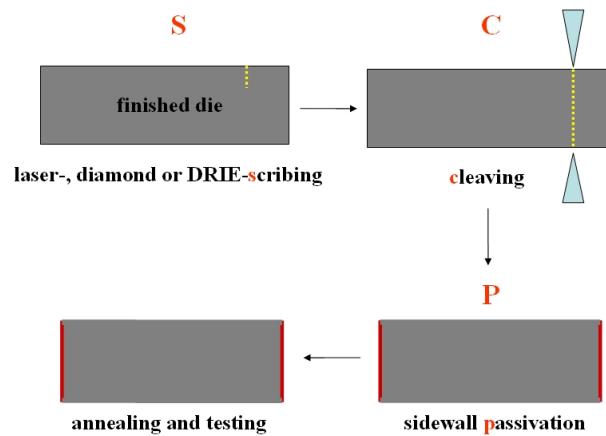 S
C
finished die
laser-, diamond or DRIE-scribing
cleaving
P
annealing and testing
sidewall passivation